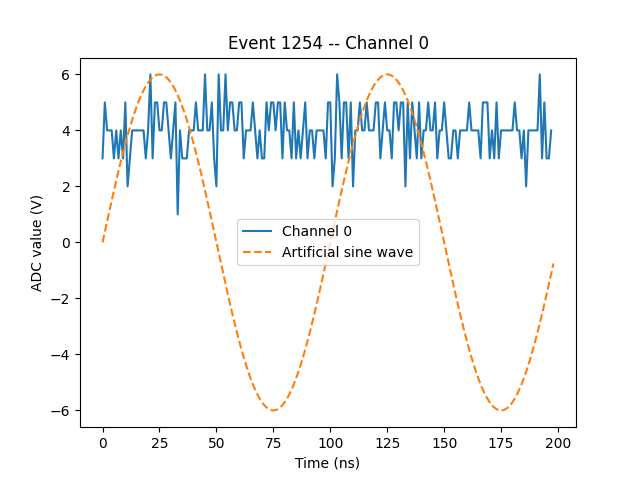 Event 1254 -- Channel 0
ADC value (V)
6
4
2
0
−2
−4
−6
Channel 0
Artificial sine wave
0 25 50 75 100 125 150 175 200
Time (ns)